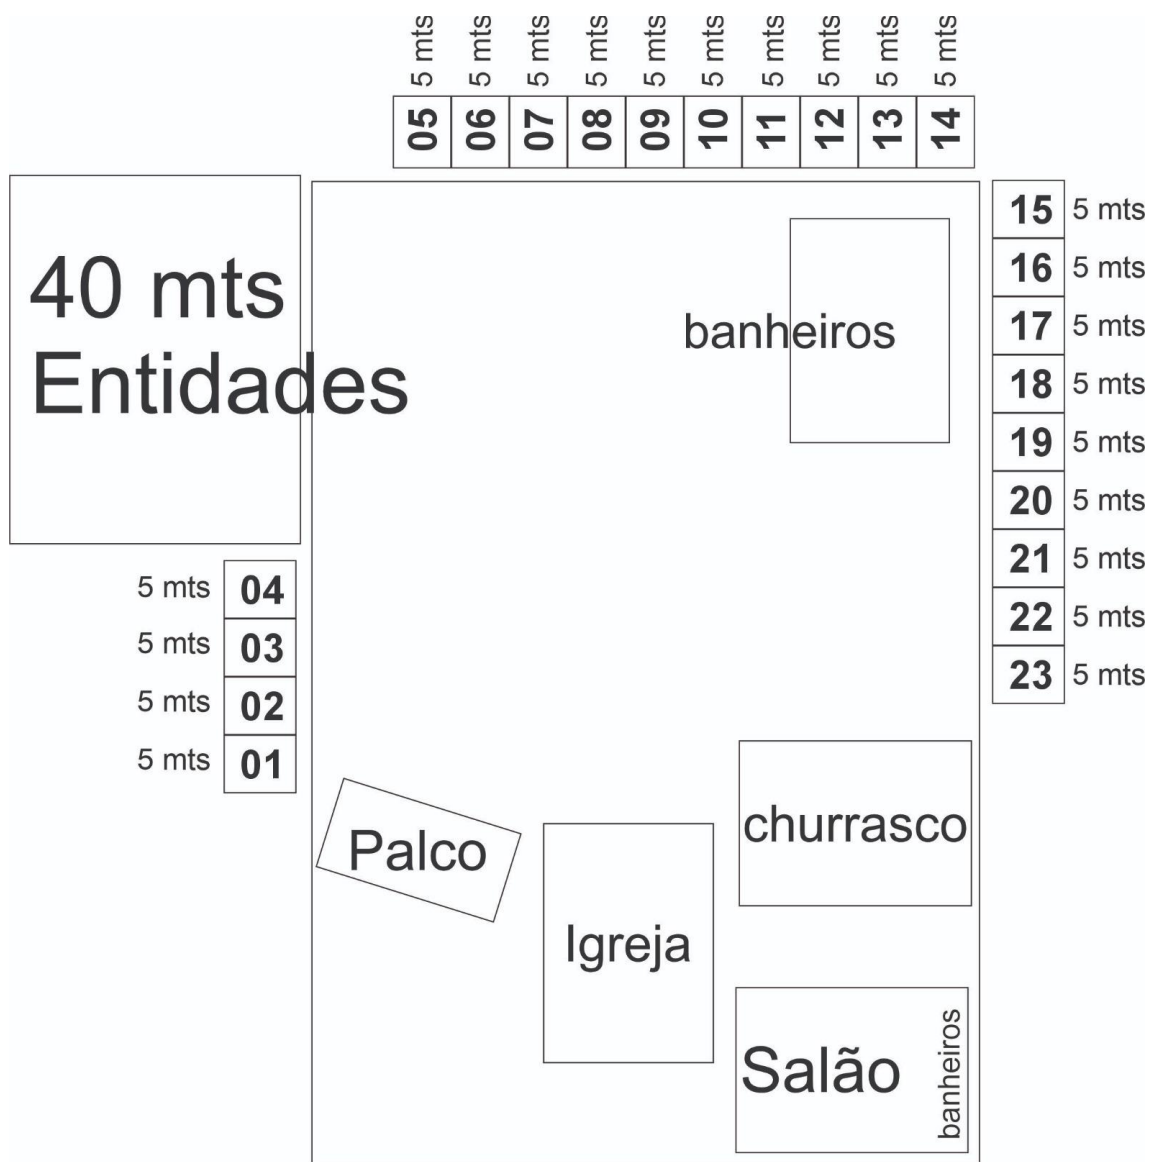 5 mts
5 mts
5 mts
5 mts
5 mts
5 mts
5 mts
5 mts
5 mts
5 mts
05
06
07
08
09
10
11
12
13
14
40 mts
Entidades
banheiros
15 5 mts
16 5 mts
17 5 mts
18 5 mts
19 5 mts
20 5 mts
21 5 mts
22 5 mts
23 5 mts
5 mts 04
5 mts 03
5 mts 02
5 mts 01
Palco
Igreja
churrasco
Salão
banheiros